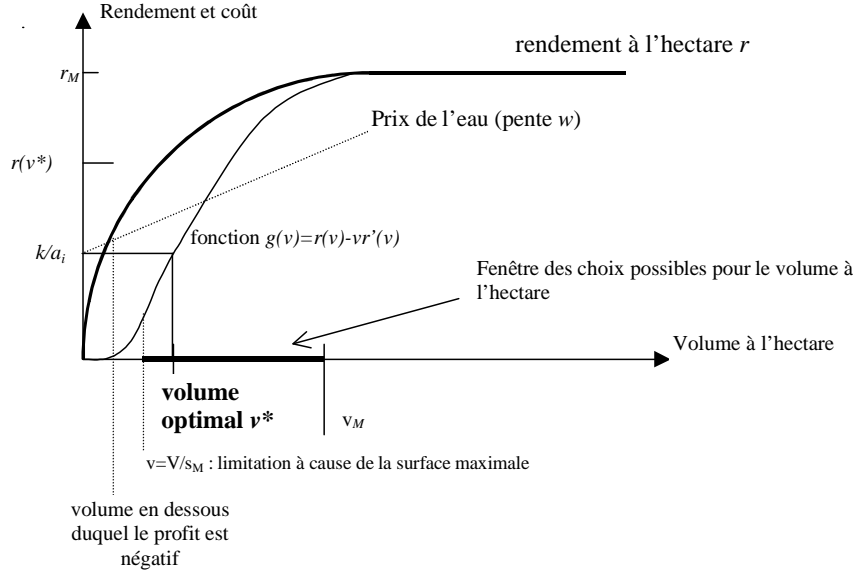 Rendement et coût
rendement à l'hectare r
r_M
Prix de l'eau (pente w)
r(v*)
fonction g(v)=r(v)-vr'(v)
k/a_i
Fenêtre des choix possibles pour le volume à
l'hectare
Volume à l'hectare
volume
optimal v*
v_M
v=V/s_M : limitation à cause de la surface maximale
volume en dessous
duquel le profit est
négatif